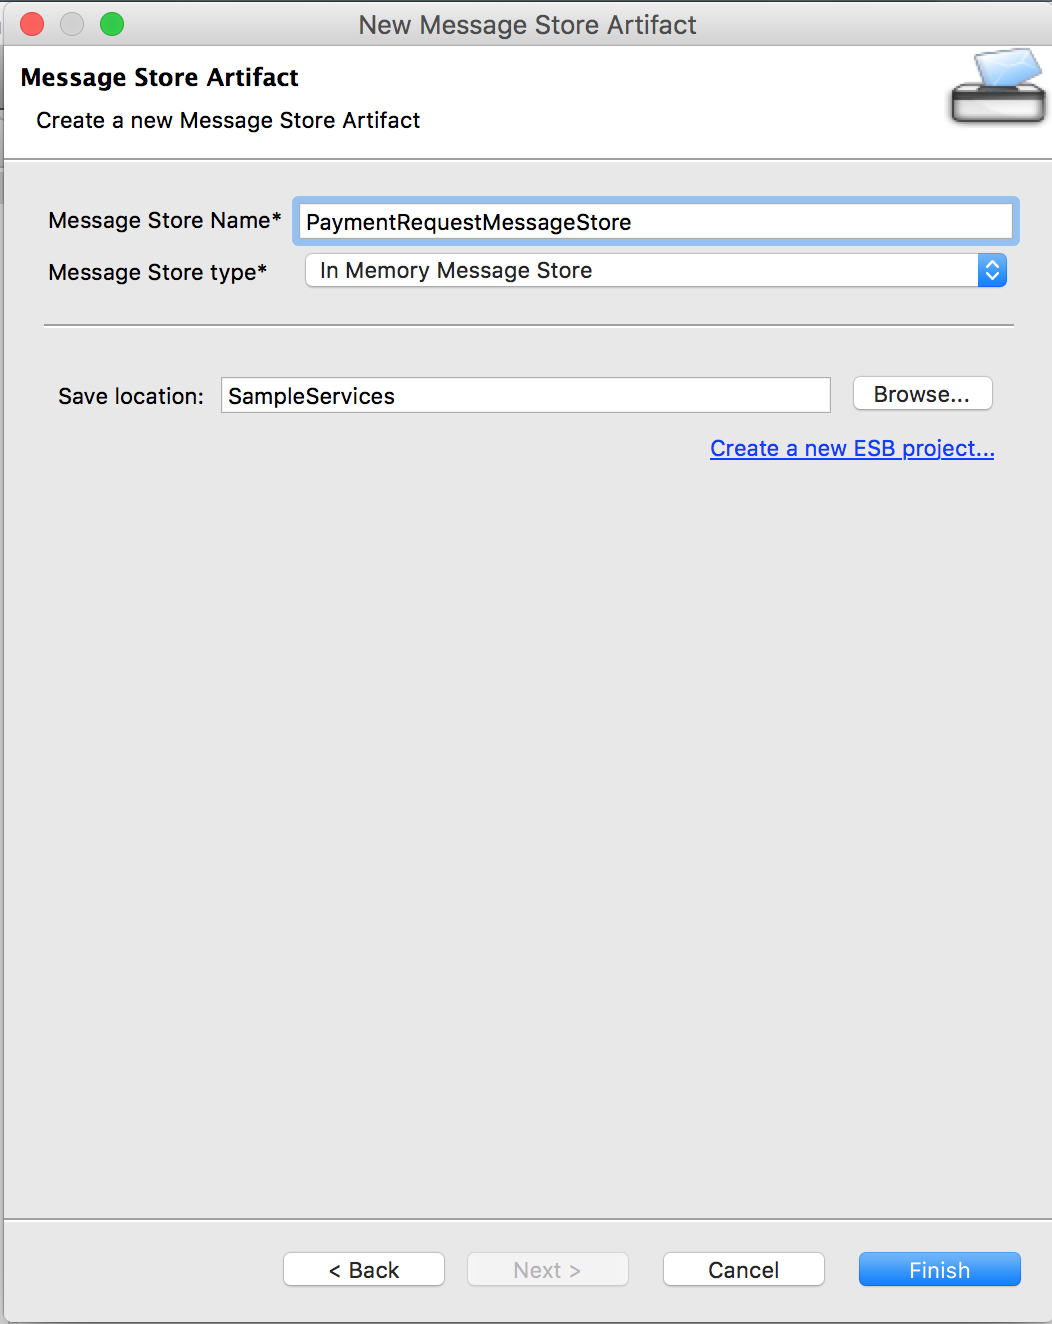 New Message Store Artifact
Message Store Artifact
Create a new Message Store Artifact
Message Store Name* PaymentRequestMessageStore
Message Store type* In Memory Message Store
Save location: SampleServices Browse...
Create a new ESB project...
< Back Next > Cancel Finish